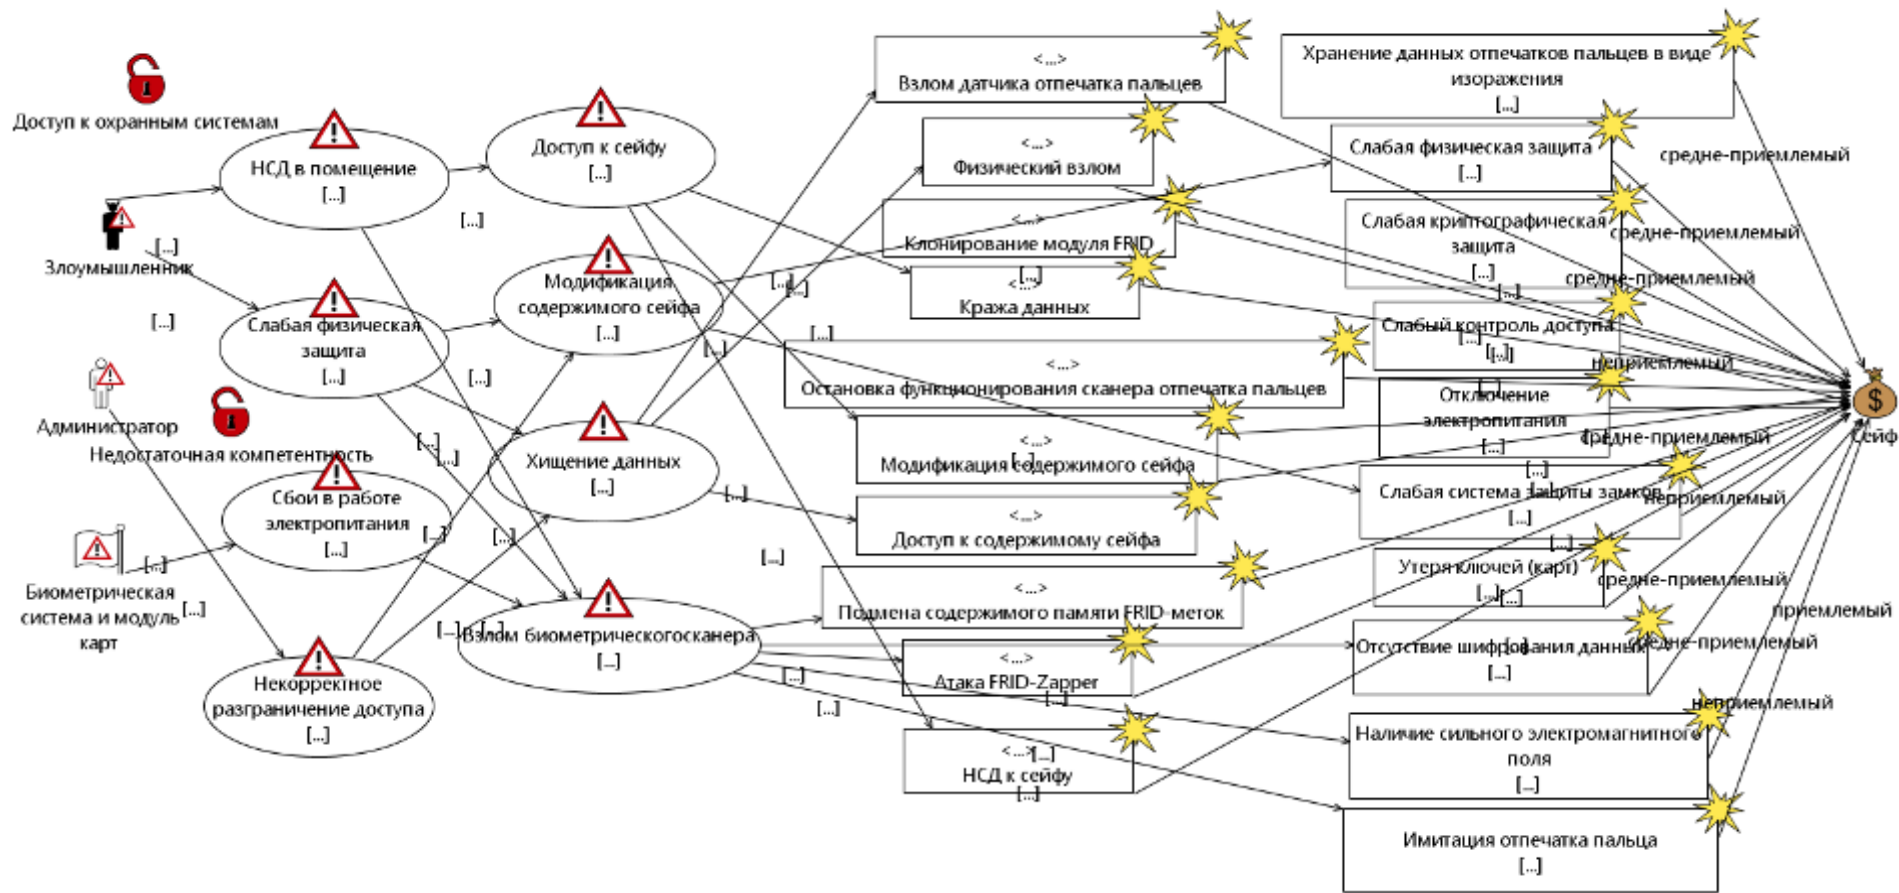 Доступ к охранным системам
Злоумышленник
[...]
[...]
Администратор
Недостаточная компетентность
Биометрическая
система и модуль
карт
[...]
[...]
НСД в помещение
[...]
Слабая физическая
защита
[...]
Сбои в работе
электропитания
[...]
Некорректное
разграничение доступа
[...]
[...]
[...]
[...]
[...]
[...]
[...]
[...]
[...]
Доступ к сейфу
[...]
Модификация
содержимого сейфа
[...]
Хищение данных
[...]
Взлом биометрическогосканера
[...]
[...]
[...]
[...]
[...]
[...]
[...]
[...]
[...]
<...>
Взлом датчика отпечатка пальцев
<...>
Физический взлом
<...>
Клонирование модуля FRID
[...]
<...>
Кража данных
<...>
Остановка функционирования сканера отпечатка пальцев
Модификация содержимого сейфа
[...]
<...>
Доступ к содержимому сейфа
Подмена содержимого памяти FRID-меток
<...>
Атака FRID-Zapper
[...]
<...>
[...]
НСД к сейфу
[...]
Хранение данных отпечатков пальцев в виде
изоражения
[...]
Слабая физическая защита
[...]
Слабая криптографическая
защита
[...]
[...]
Слабый контроль доступа
[...]
[...]
[...]
Отключение
электропитания
[...]
[...]
[...]
Слабая система защиты замков
[...]
[...]
Утеря ключей (карт)
[...]
[...]
Отсутствие шифрования данных
[...]
[...]
Наличие сильного электромагнитного
поля
[...]
Имитация отпечатка пальца
[...]
средне-приемлемый
средне-приемлемый
средне-приемлемый
неприемлемый
средне-приемлемый
неприемлемый
средне-приемлемый
приемлемый
средне-приемлемый
неприемлемый
Сейф